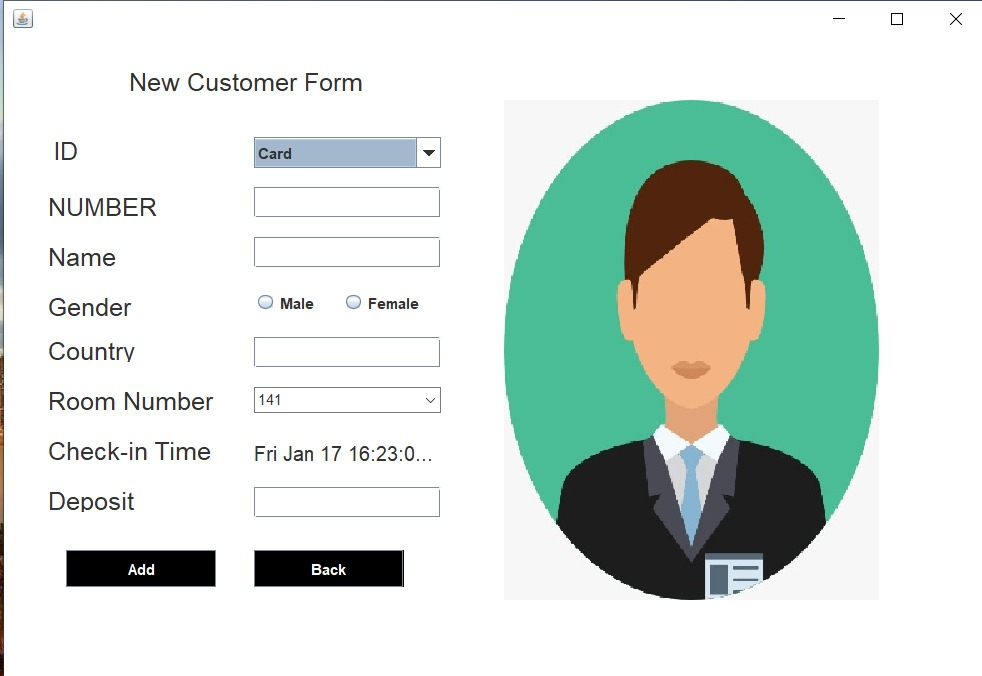 New Customer Form
ID Card
NUMBER
Name
Gender Male Female
Country
Room Number 141
Check-in Time Fri Jan 17 16:23:0...
Deposit
Add Back